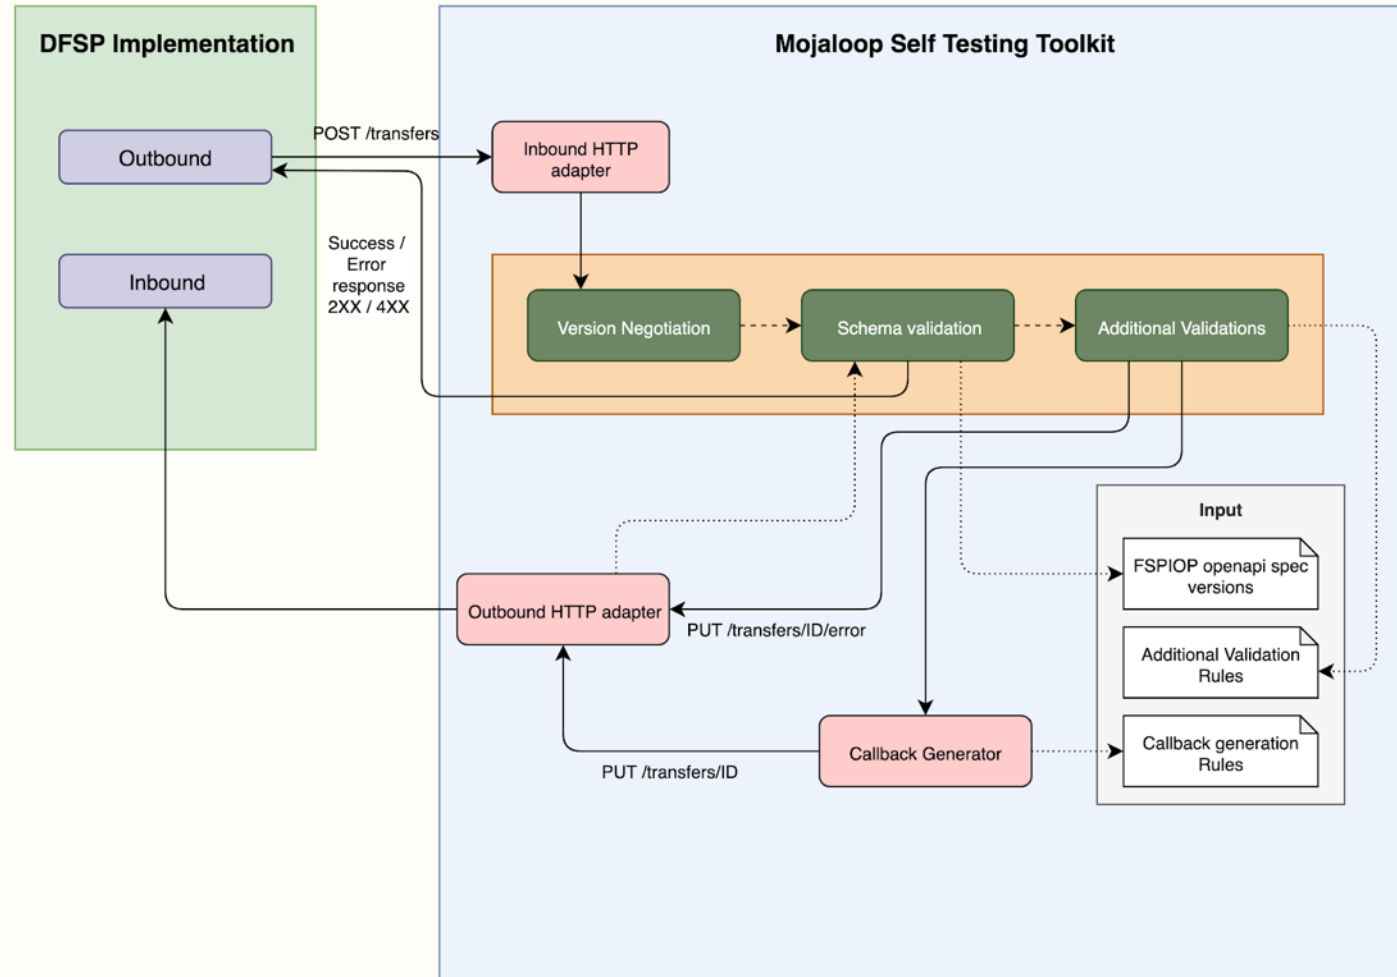 DFSP Implementation
Mojaloop Self Testing Toolkit
POST /transfers
Outbound
Inbound HTTP
adapter
Success /
Error
response
2XX / 4XX
Inbound
Version Negotiation
Schema validation
Additional Validations
Input
FSPIOP openapi spec
versions
Outbound HTTP adapter
PUT /transfers/ID/error
Additional Validation
Rules
Callback Generator
Callback generation
Rules
PUT /transfers/ID